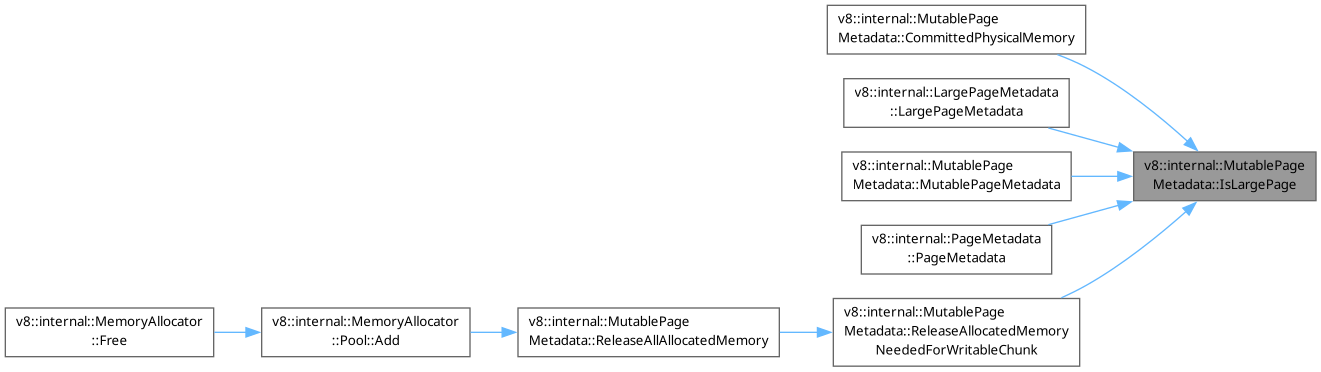 v8::internal::MutablePage
Metadata::CommittedPhysicalMemory
v8::internal::LargePageMetadata
::LargePageMetadata
v8::internal::MutablePage
Metadata::MutablePageMetadata
v8::internal::MutablePage
Metadata::IsLargePage
v8::internal::PageMetadata
::PageMetadata
v8::internal::MemoryAllocator
::Free
v8::internal::MemoryAllocator
::Pool::Add
v8::internal::MutablePage
Metadata::ReleaseAllAllocatedMemory
v8::internal::MutablePage
Metadata::ReleaseAllocatedMemory
NeededForWritableChunk